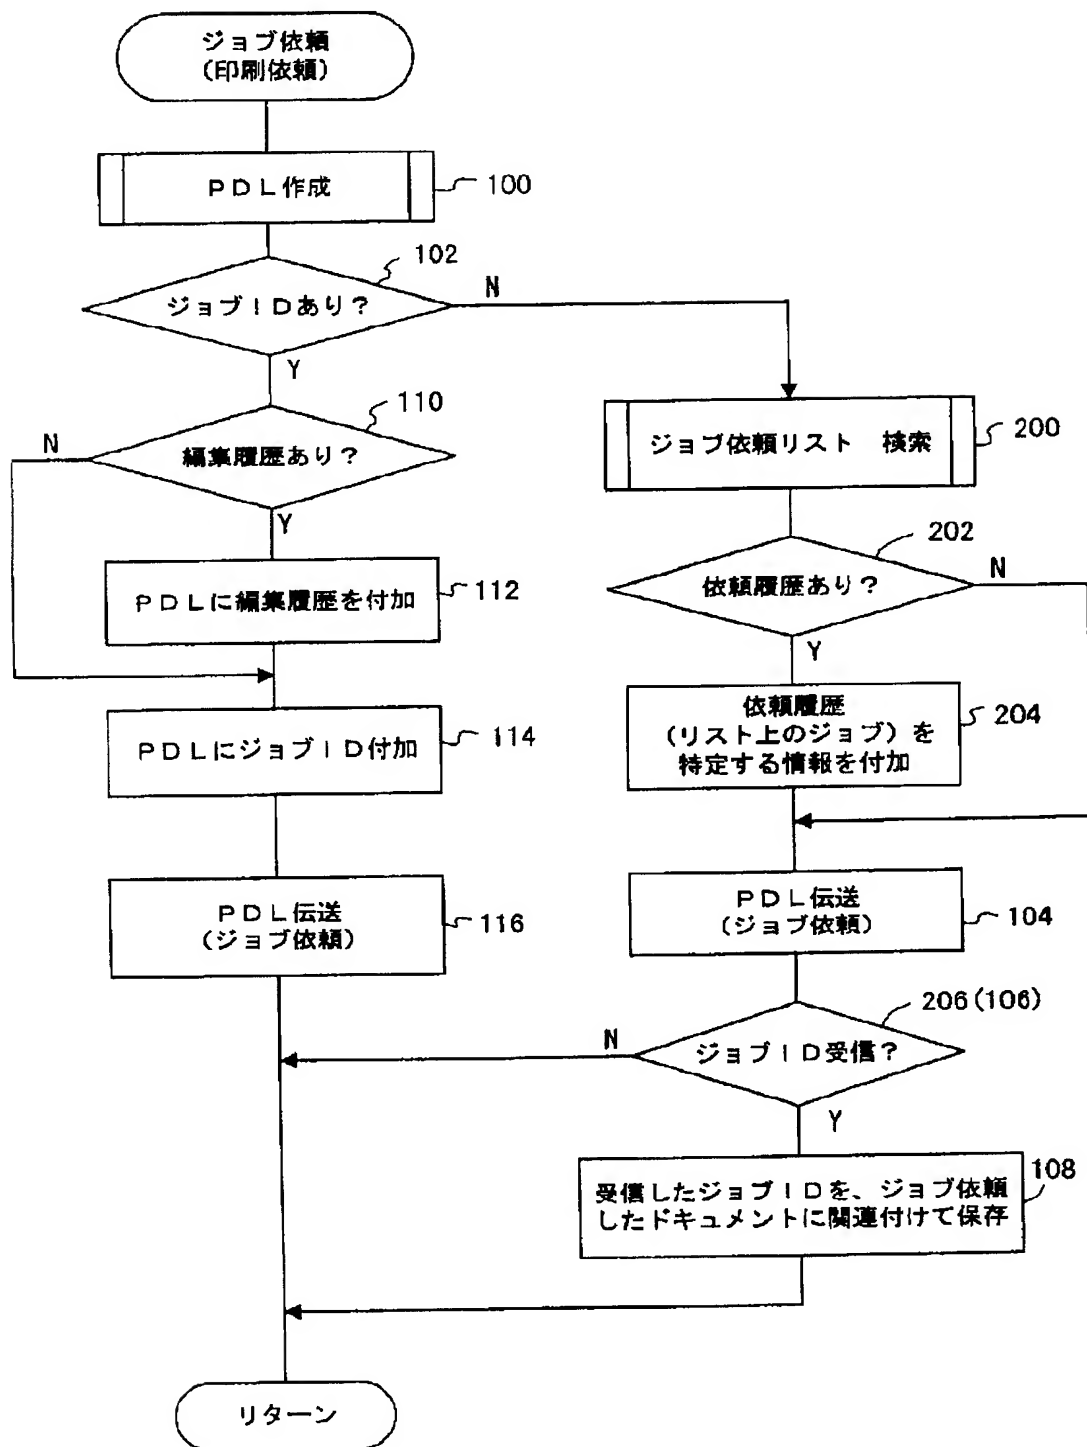 ジョブ依頼
(印刷依頼)
PDL作成
100
102
ジョブIDあり?
N
Y
110
編集履歴あり?
N
Y
PDLに編集履歴を付加
112
PDLにジョブID付加
114
PDL伝送
(ジョブ依頼)
116
ジョブ依頼リスト 検索
200
202
依頼履歴あり?
N
Y
依頼履歴
(リスト上のジョブ)を
特定する情報を付加
204
PDL伝送
(ジョブ依頼)
104
206(106)
ジョブID受信?
N
Y
受信したジョブIDを、ジョブ依頼
したドキュメントに関連付けて保存
108
リターン